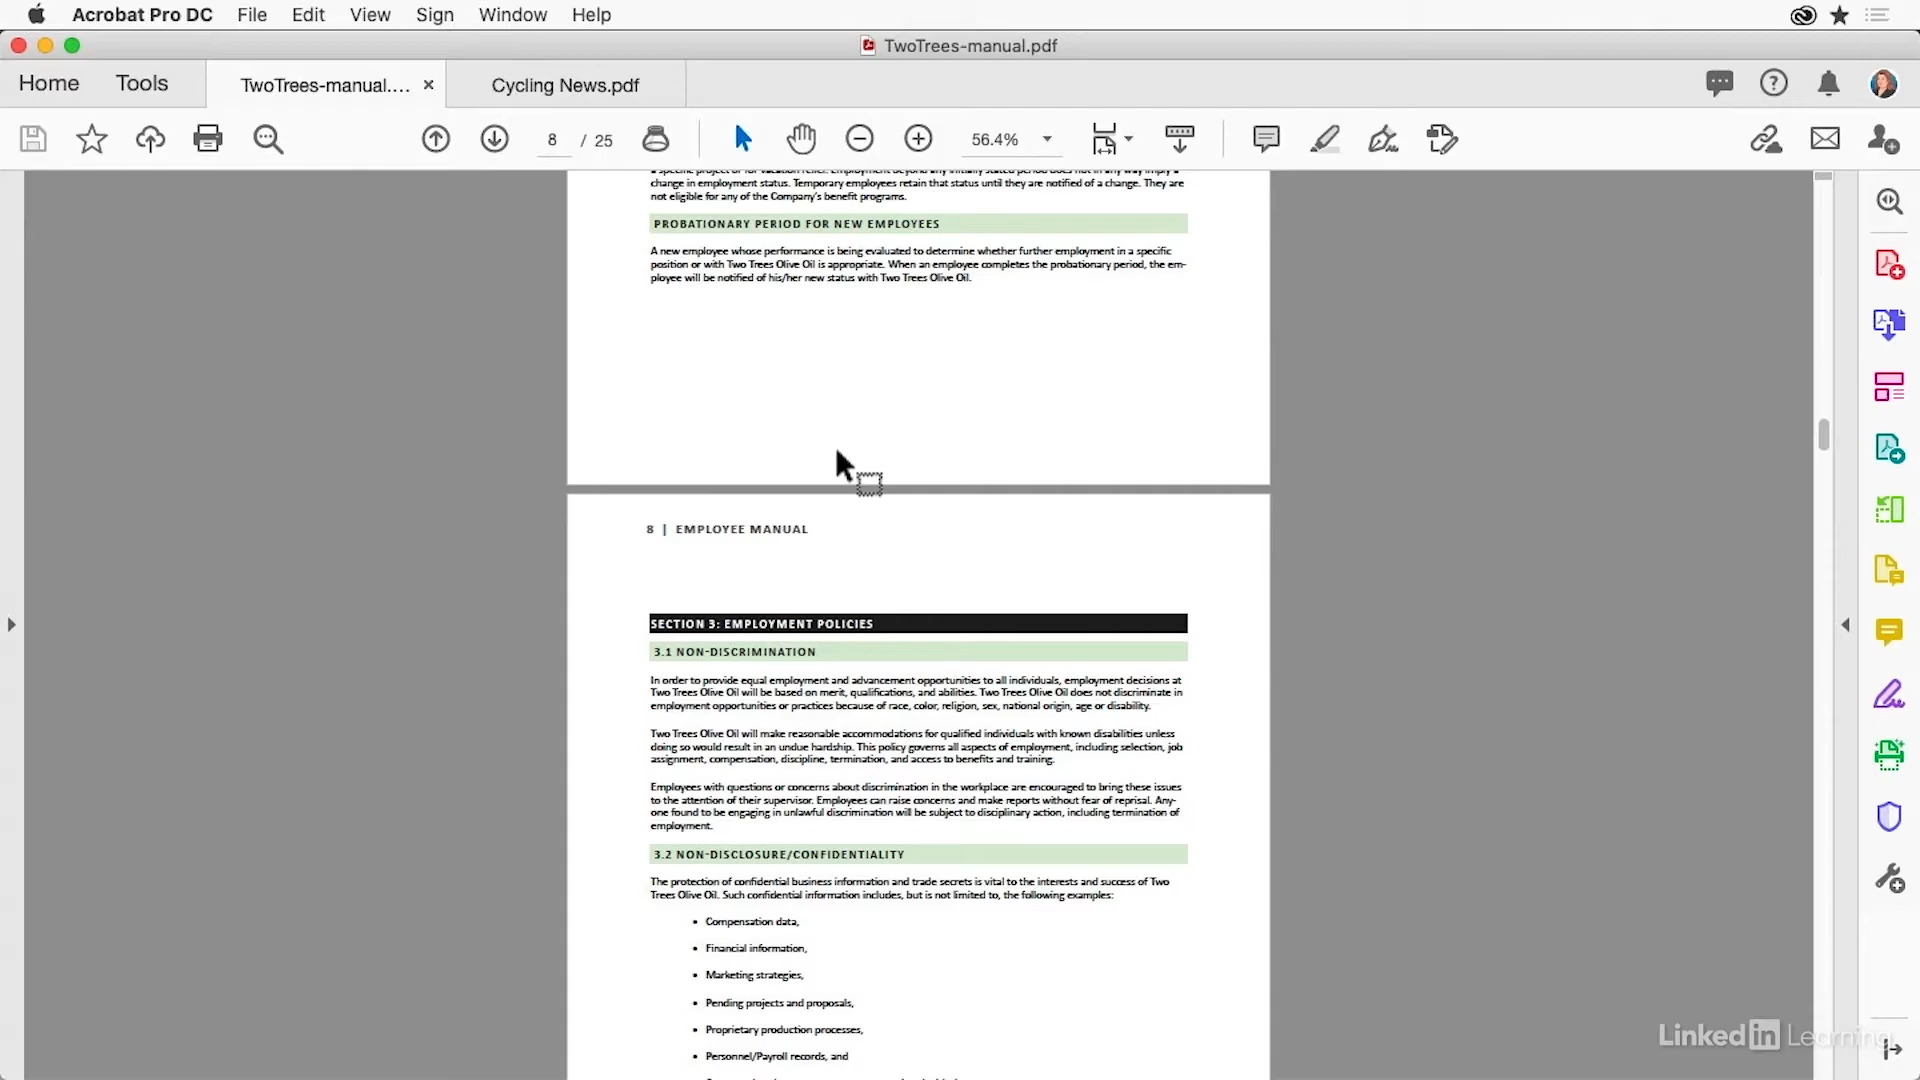 Acrobat Pro DC File Edit View Sign Window Help
TwoTrees-manual.pdf
Home Tools TwoTrees-manual.... × Cycling News.pdf
8 / 25 56.4%
a specific project or for vacation relief. Employment beyond any initially stated period does not in any way imply a
change in employment status. Temporary employees retain that status until they are notified of a change. They are
not eligible for any of the Company's benefit programs.
PROBATIONARY PERIOD FOR NEW EMPLOYEES
A new employee whose performance is being evaluated to determine whether further employment in a specific
position or with Two Trees Olive Oil is appropriate. When an employee completes the probationary period, the em-
ployee will be notified of his/her new status with Two Trees Olive Oil.
8 | EMPLOYEE MANUAL
SECTION 3: EMPLOYMENT POLICIES
3.1 NON-DISCRIMINATION
In order to provide equal employment and advancement opportunities to all individuals, employment decisions at
Two Trees Olive Oil will be based on merit, qualifications, and abilities. Two Trees Olive Oil does not discriminate in
employment opportunities or practices because of race, color, religion, sex, national origin, age or disability.
Two Trees Olive Oil will make reasonable accommodations for qualified individuals with known disabilities unless
doing so would result in an undue hardship. This policy governs all aspects of employment, including selection, job
assignment, compensation, discipline, termination, and access to benefits and training.
Employees with questions or concerns about discrimination in the workplace are encouraged to bring these issues
to the attention of their supervisor. Employees can raise concerns and make reports without fear of reprisal. Any-
one found to be engaging in unlawful discrimination will be subject to disciplinary action, including termination of
employment.
3.2 NON-DISCLOSURE/CONFIDENTIALITY
The protection of confidential business information and trade secrets is vital to the interests and success of Two
Trees Olive Oil. Such confidential information includes, but is not limited to, the following examples:
• Compensation data,
• Financial information,
• Marketing strategies,
• Pending projects and proposals,
• Proprietary production processes,
• Personnel/Payroll records, and
LinkedIn Learning